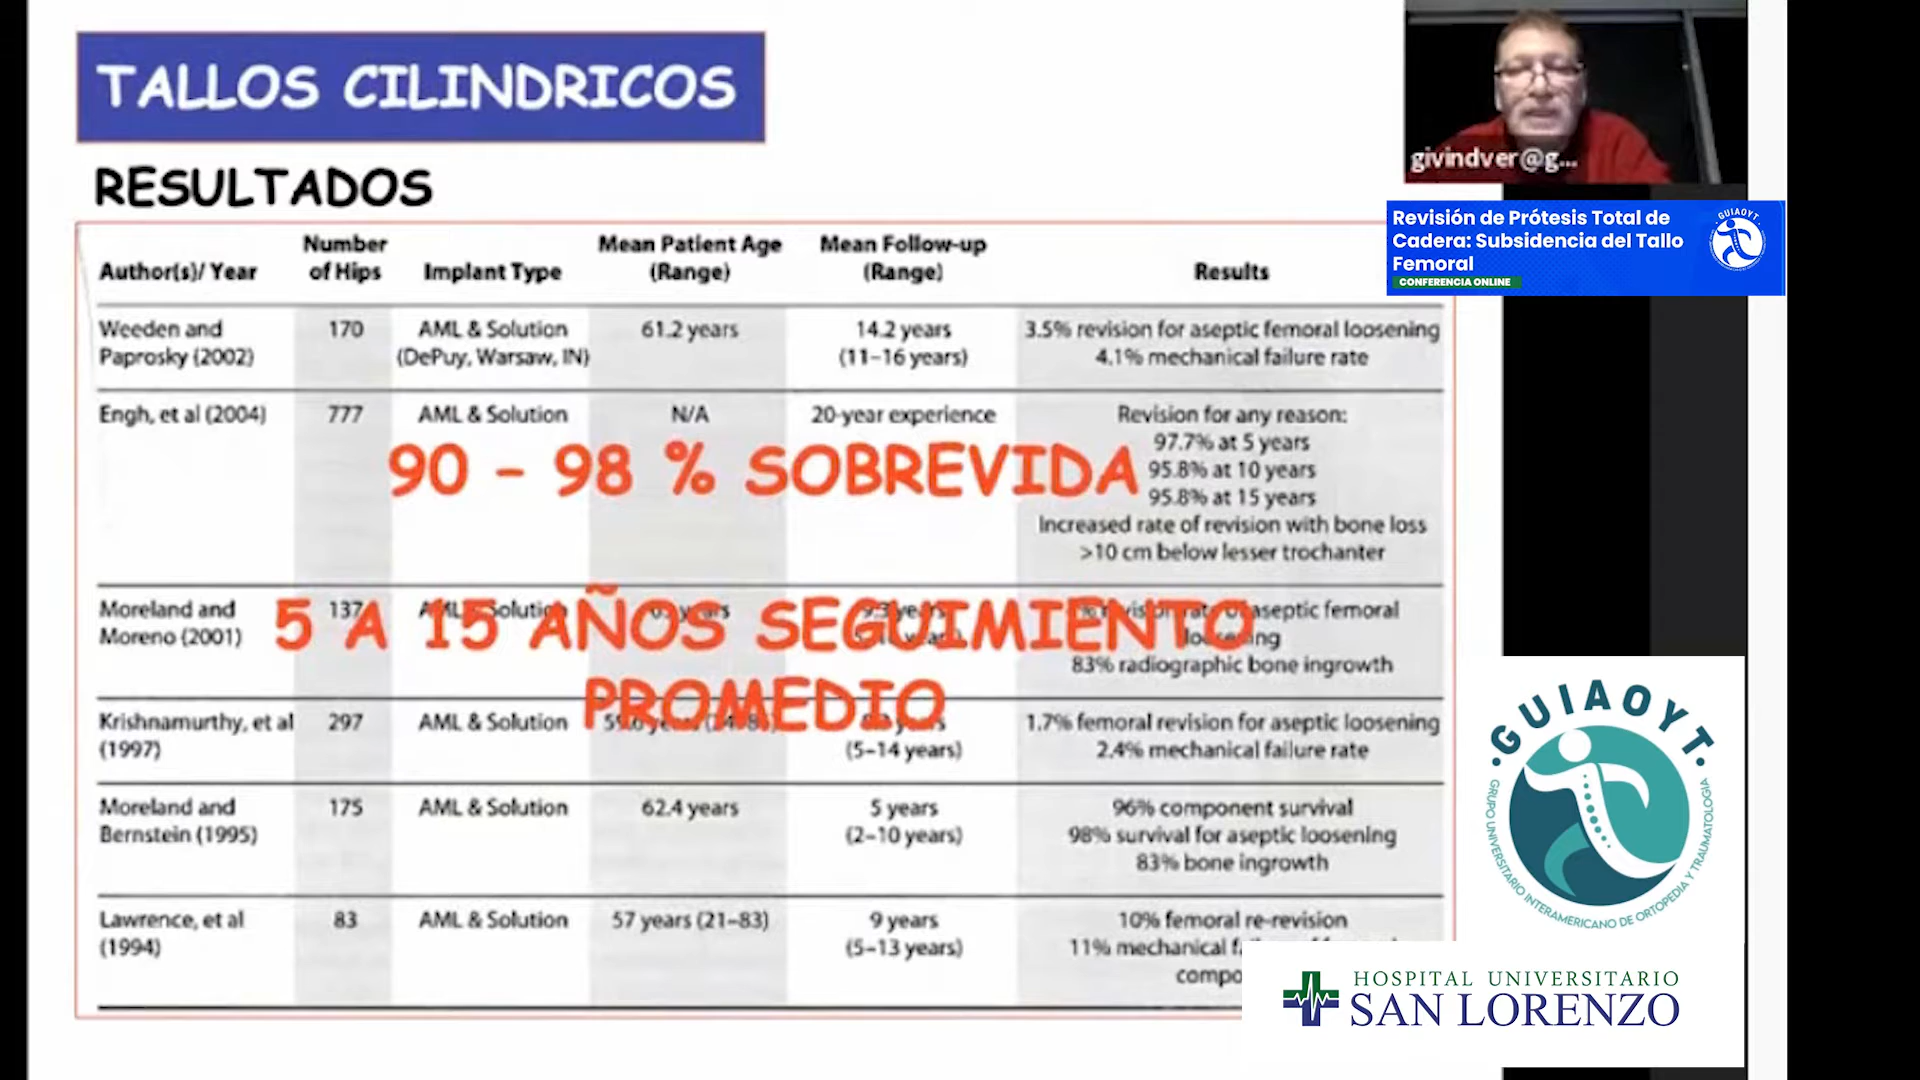 TALLOS CILINDRICOS
RESULTADOS
Author(s)/ Year
Number of Hips
Implant Type
Mean Patient Age (Range)
Mean Follow-up (Range)
Results
Weeden and Paprosky (2002)
170
AML & Solution (DePuy, Warsaw, IN)
61.2 years
14.2 years (11–16 years)
3.5% revision for aseptic femoral loosening
4.1% mechanical failure rate
Engh, et al (2004)
777
AML & Solution
N/A
20-year experience
Revision for any reason:
97.7% at 5 years
95.8% at 10 years
95.8% at 15 years
Increased rate of revision with bone loss
>10 cm below lesser trochanter
90 - 98 % SOBREVIDA
Moreland and Moreno (2001)
137
aseptic femoral
83% radiographic bone ingrowth
5 A 15 AÑOS SEGUIMIENTO
PROMEDIO
Krishnamurthy, et al (1997)
297
AML & Solution
(5–14 years)
1.7% femoral revision for aseptic loosening
2.4% mechanical failure rate
Moreland and Bernstein (1995)
175
AML & Solution
62.4 years
5 years (2–10 years)
96% component survival
98% survival for aseptic loosening
83% bone ingrowth
Lawrence, et al (1994)
83
AML & Solution
57 years (21–83)
9 years (5–13 years)
10% femoral re-revision
11% mechanical
givindver@g...
Revisión de Prótesis Total de
Cadera: Subsidencia del Tallo
Femoral
CONFERENCIA ONLINE
GUIAOYT
·GUIAOYT·
GRUPO UNIVERSITARIO INTERAMERICANO DE ORTOPEDIA Y TRAUMATOLOGIA
HOSPITAL UNIVERSITARIO
SAN LORENZO